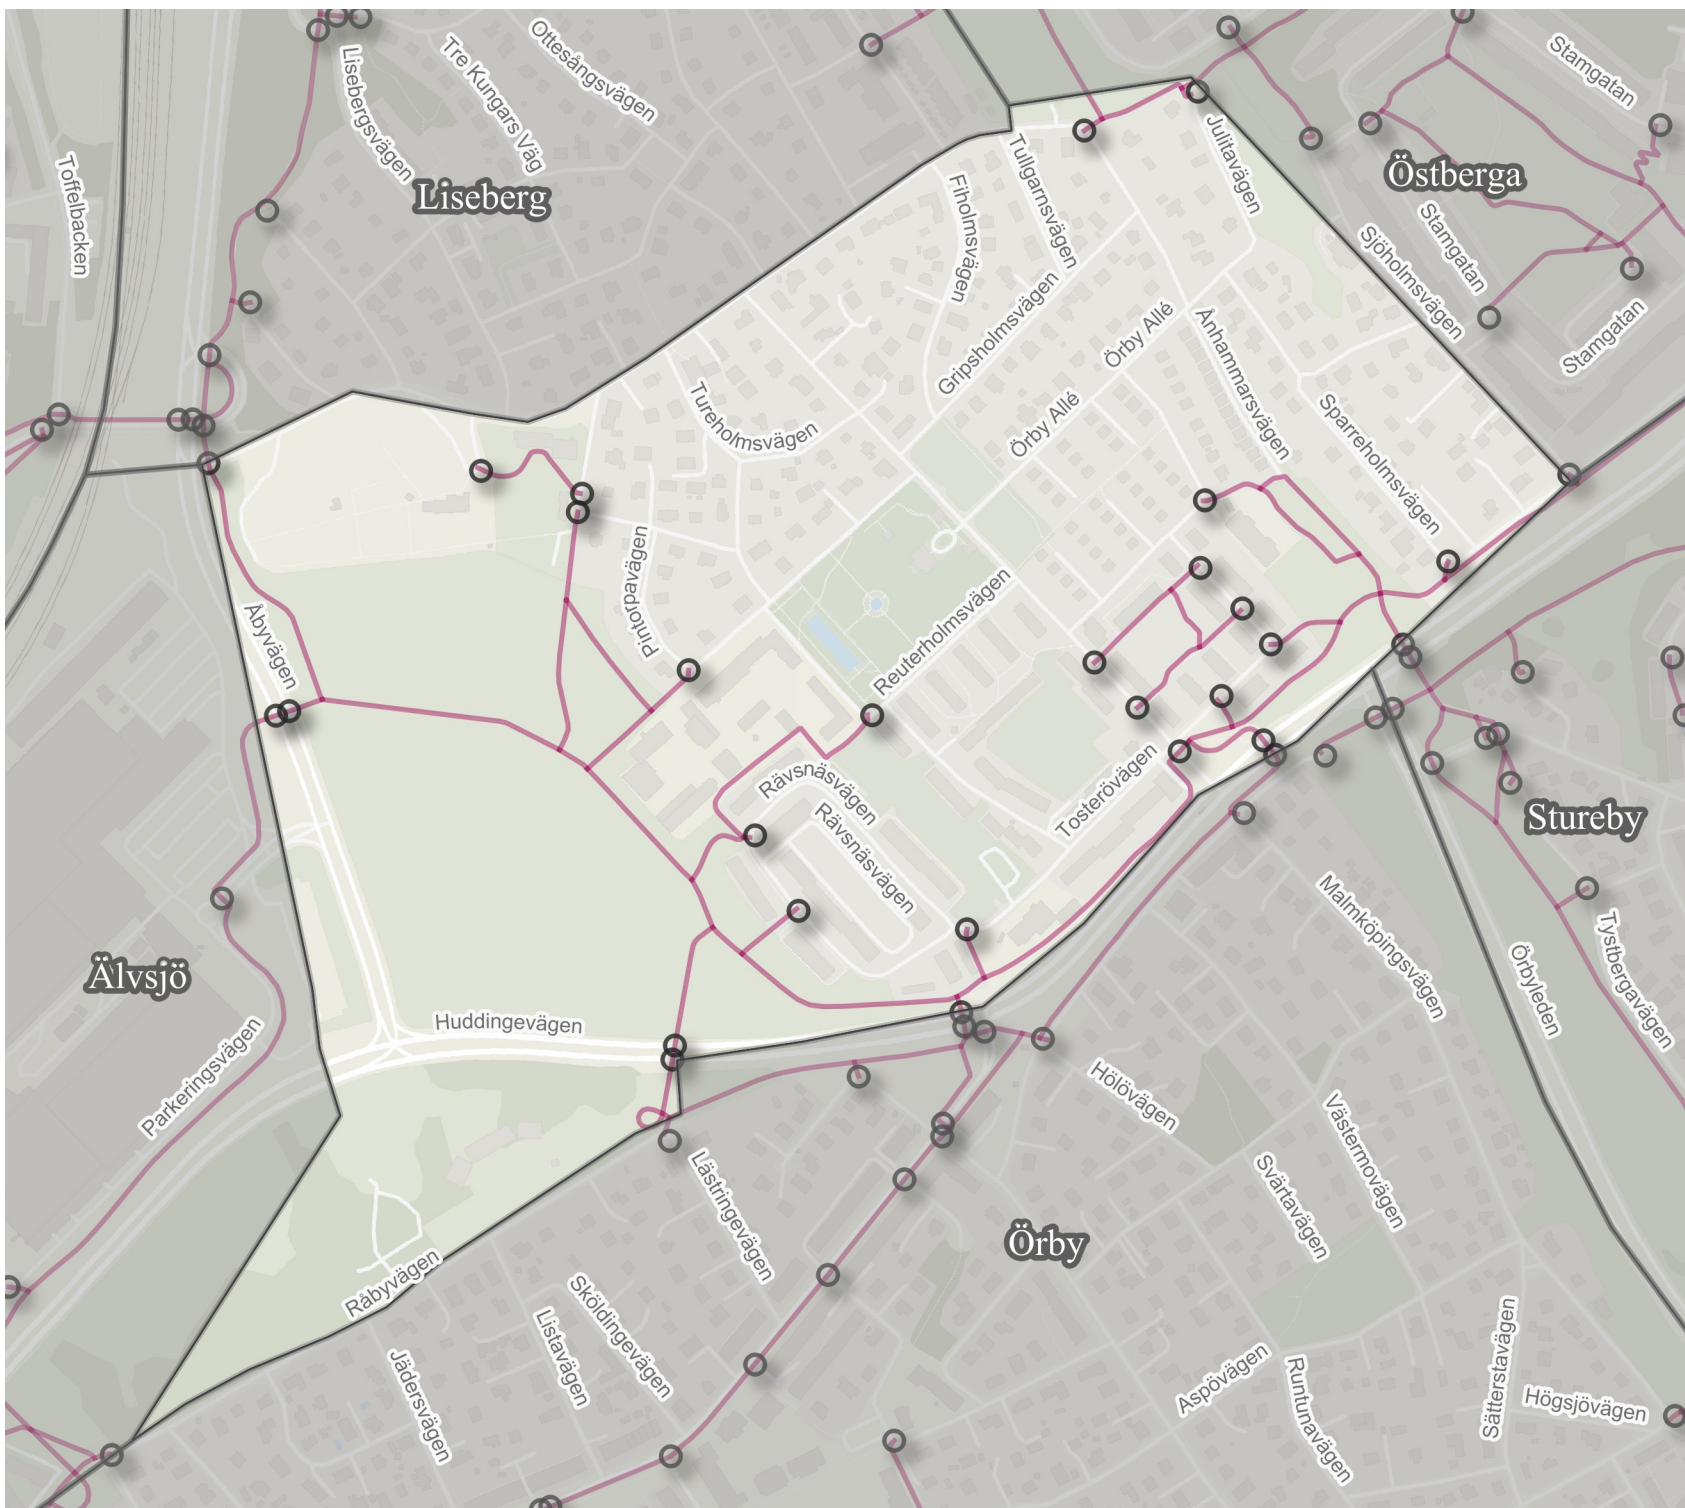 Ottesångsvägen
Tre Kungars Väg
Lisebergsvägen
Stamgatan
Toffelbacken
Liseberg
Östberga
Julitavägen
Tullgarnsvägen
Fiholmsvägen
Stamgatan
Sjöholmsvägen
Stamgatan
Gripsholmsvägen
Örby Allé
Ånhammarsvägen
Tureholmsvägen
Örby Allé
Sparreholmsvägen
Pintorpavägen
Åbyvägen
Reuterholmsvägen
Rävsnäsvägen
Tosterövägen
Rävsnäsvägen
Stureby
Malmköpingsvägen
Älvsjö
Örbyleden
Tystbergavägen
Huddingevägen
Parkeringsvägen
Hölövägen
Västermovägen
Lästringevägen
Svärtavägen
Örby
Råbyvägen
Sköldingevägen
Listavägen
Jädersvägen
Aspövägen
Runtunavägen
Sätterstavägen
Högsjövägen